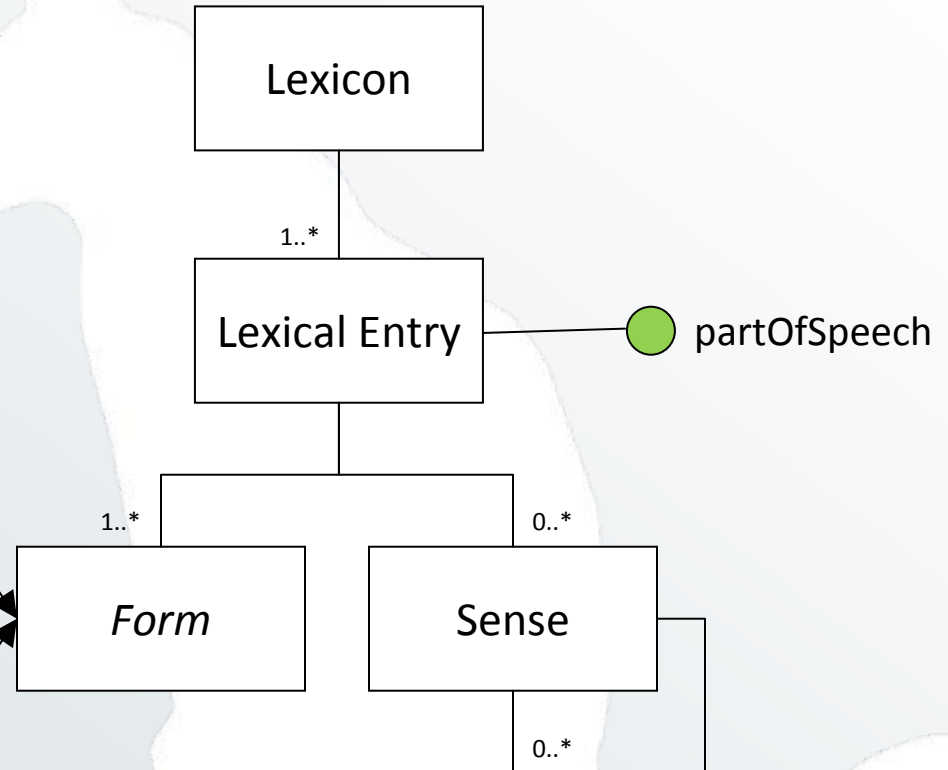 Lexicon
1..*
Lexical Entry
partOfSpeech
1..*
0..*
Form
Sense
0..*